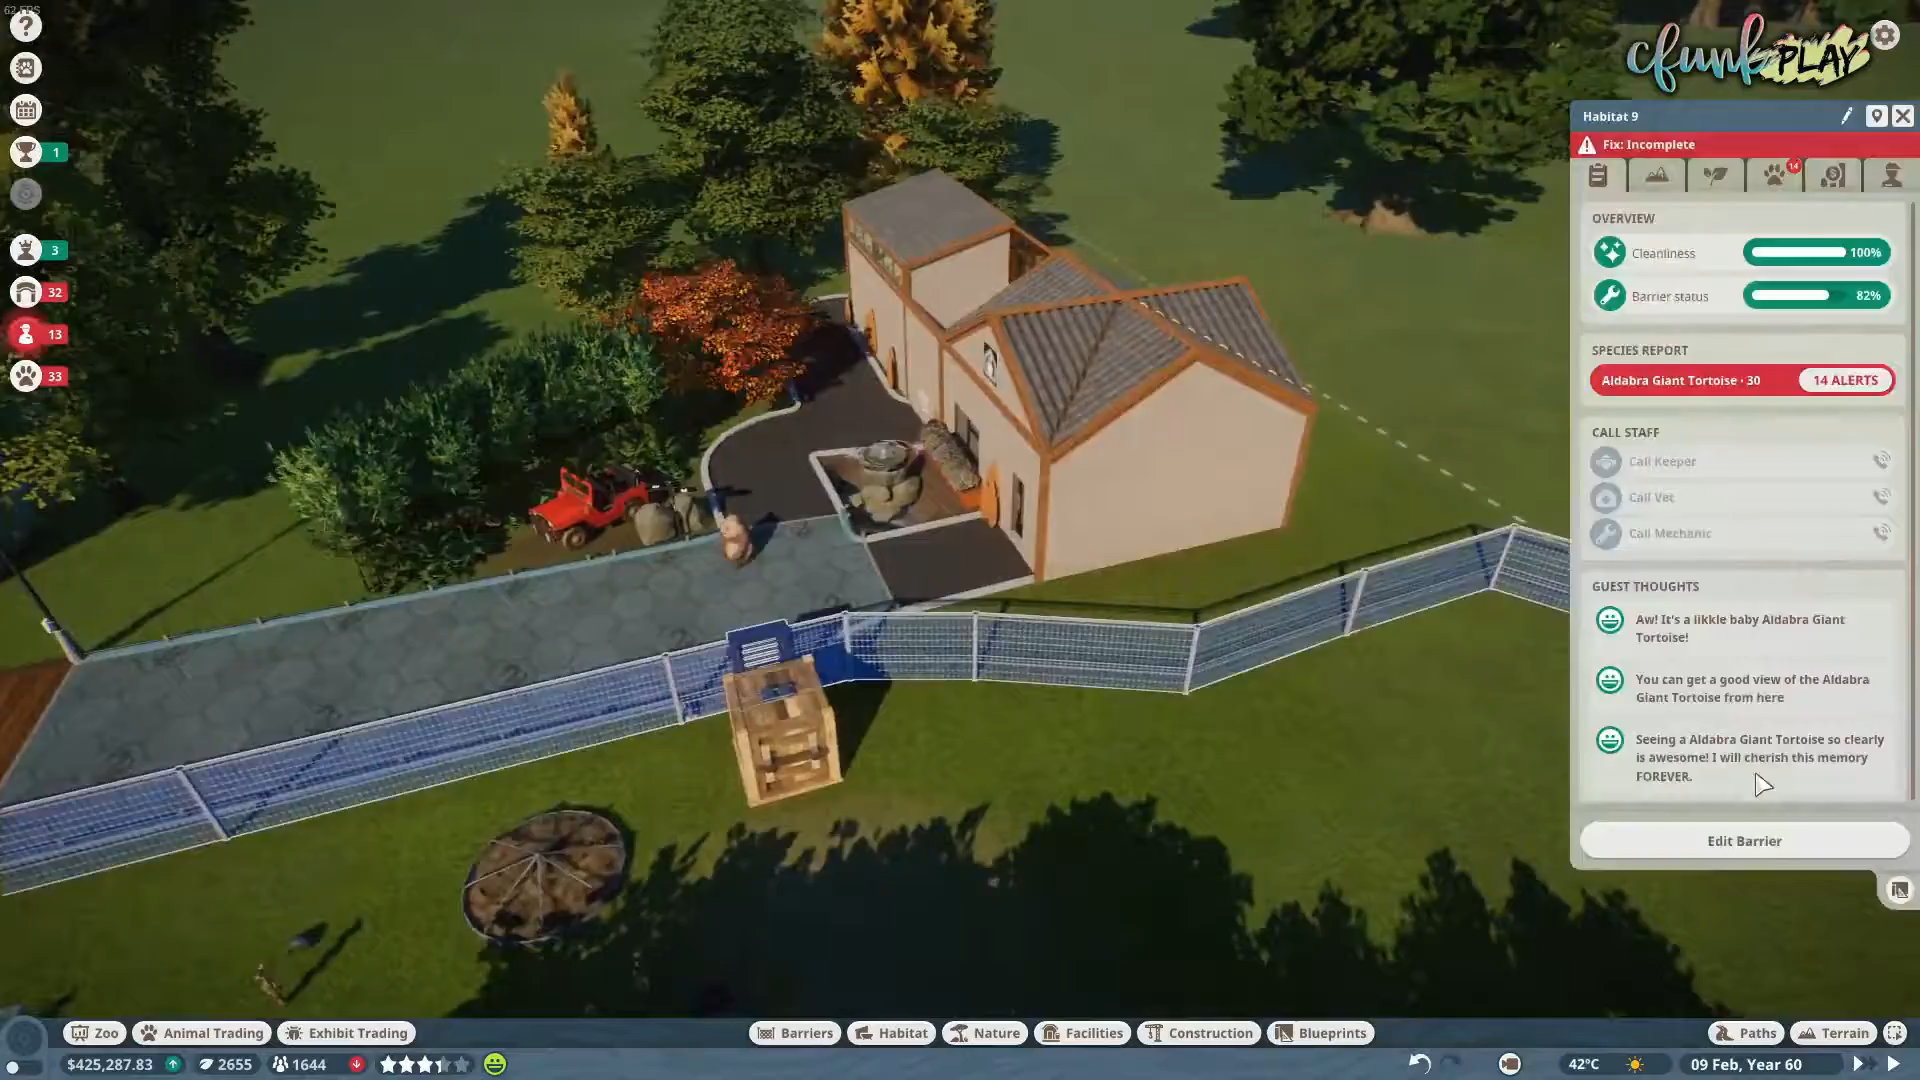 62 FPS
cfunkPLAY
?
1
3
32
13
33
Habitat 9
Fix: Incomplete
14
OVERVIEW
Cleanliness 100%
Barrier status 82%
SPECIES REPORT
Aldabra Giant Tortoise • 30 14 ALERTS
CALL STAFF
Call Keeper
Call Vet
Call Mechanic
GUEST THOUGHTS
Aw! It's a likkle baby Aldabra Giant
Tortoise!
You can get a good view of the Aldabra
Giant Tortoise from here
Seeing a Aldabra Giant Tortoise so clearly
is awesome! I will cherish this memory
FOREVER.
Edit Barrier
Zoo Animal Trading Exhibit Trading Barriers Habitat Nature Facilities Construction Blueprints Paths Terrain
$425,287.83 2655 1644 42°C 09 Feb, Year 60